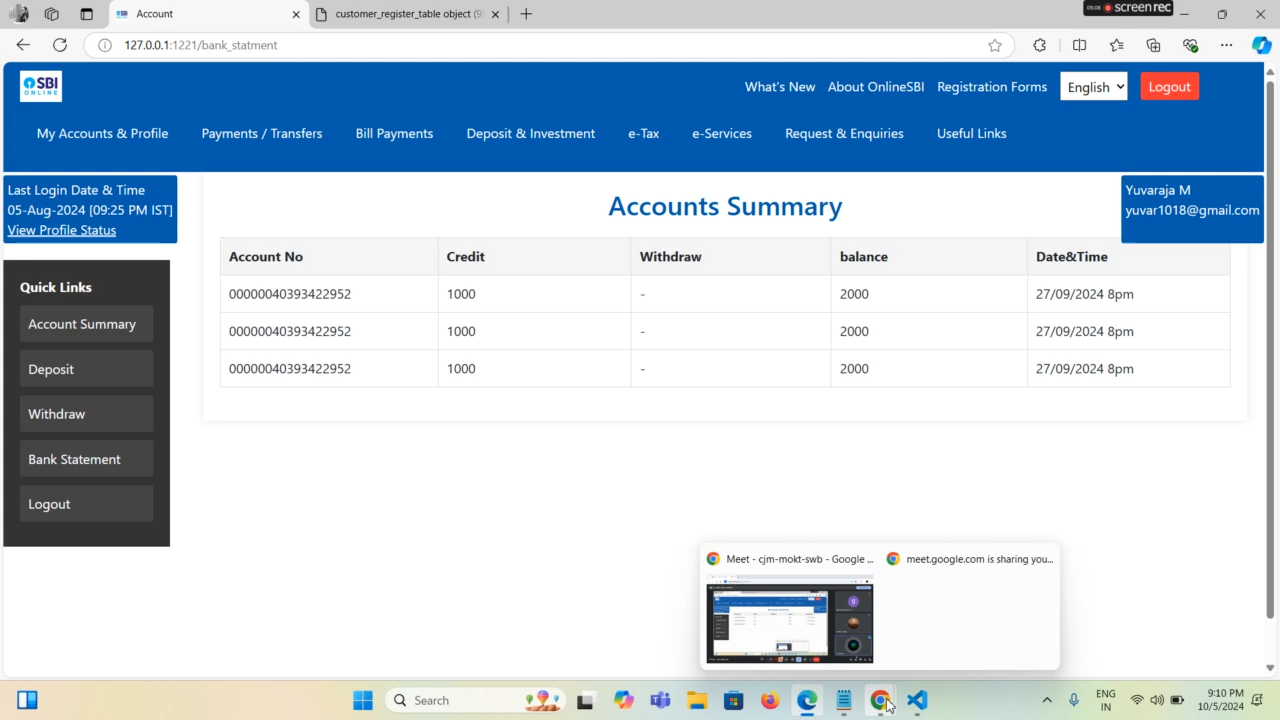 Account
customer_register_table object (9
05:08 screen rec
127.0.0.1:1221/bank_statment
SBI
ONLINE
What's New About OnlineSBI Registration Forms English Logout
My Accounts & Profile Payments / Transfers Bill Payments Deposit & Investment e-Tax e-Services Request & Enquiries Useful Links
Last Login Date & Time
05-Aug-2024 [09:25 PM IST]
View Profile Status
Yuvaraja M
yuvar1018@gmail.com
Accounts Summary
Account No Credit Withdraw balance Date&Time
00000040393422952 1000 - 2000 27/09/2024 8pm
00000040393422952 1000 - 2000 27/09/2024 8pm
00000040393422952 1000 - 2000 27/09/2024 8pm
Quick Links
Account Summary
Deposit
Withdraw
Bank Statement
Logout
Meet - cjm-mokt-swb - Google ... meet.google.com is sharing you...
Search
ENG
IN
9:10 PM
10/5/2024